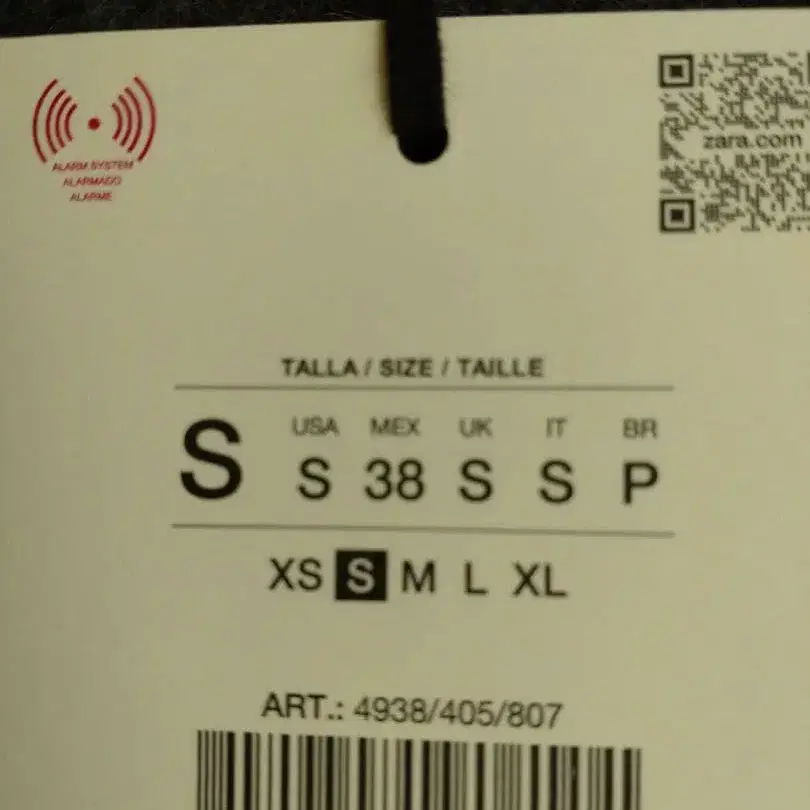 ALARM SYSTEM
ALARMADO
ALARME
zara.com
TALLA / SIZE / TAILLE
USA MEX UK IT BR
S S 38 S S P
XS S M L XL
ART.: 4938/405/807